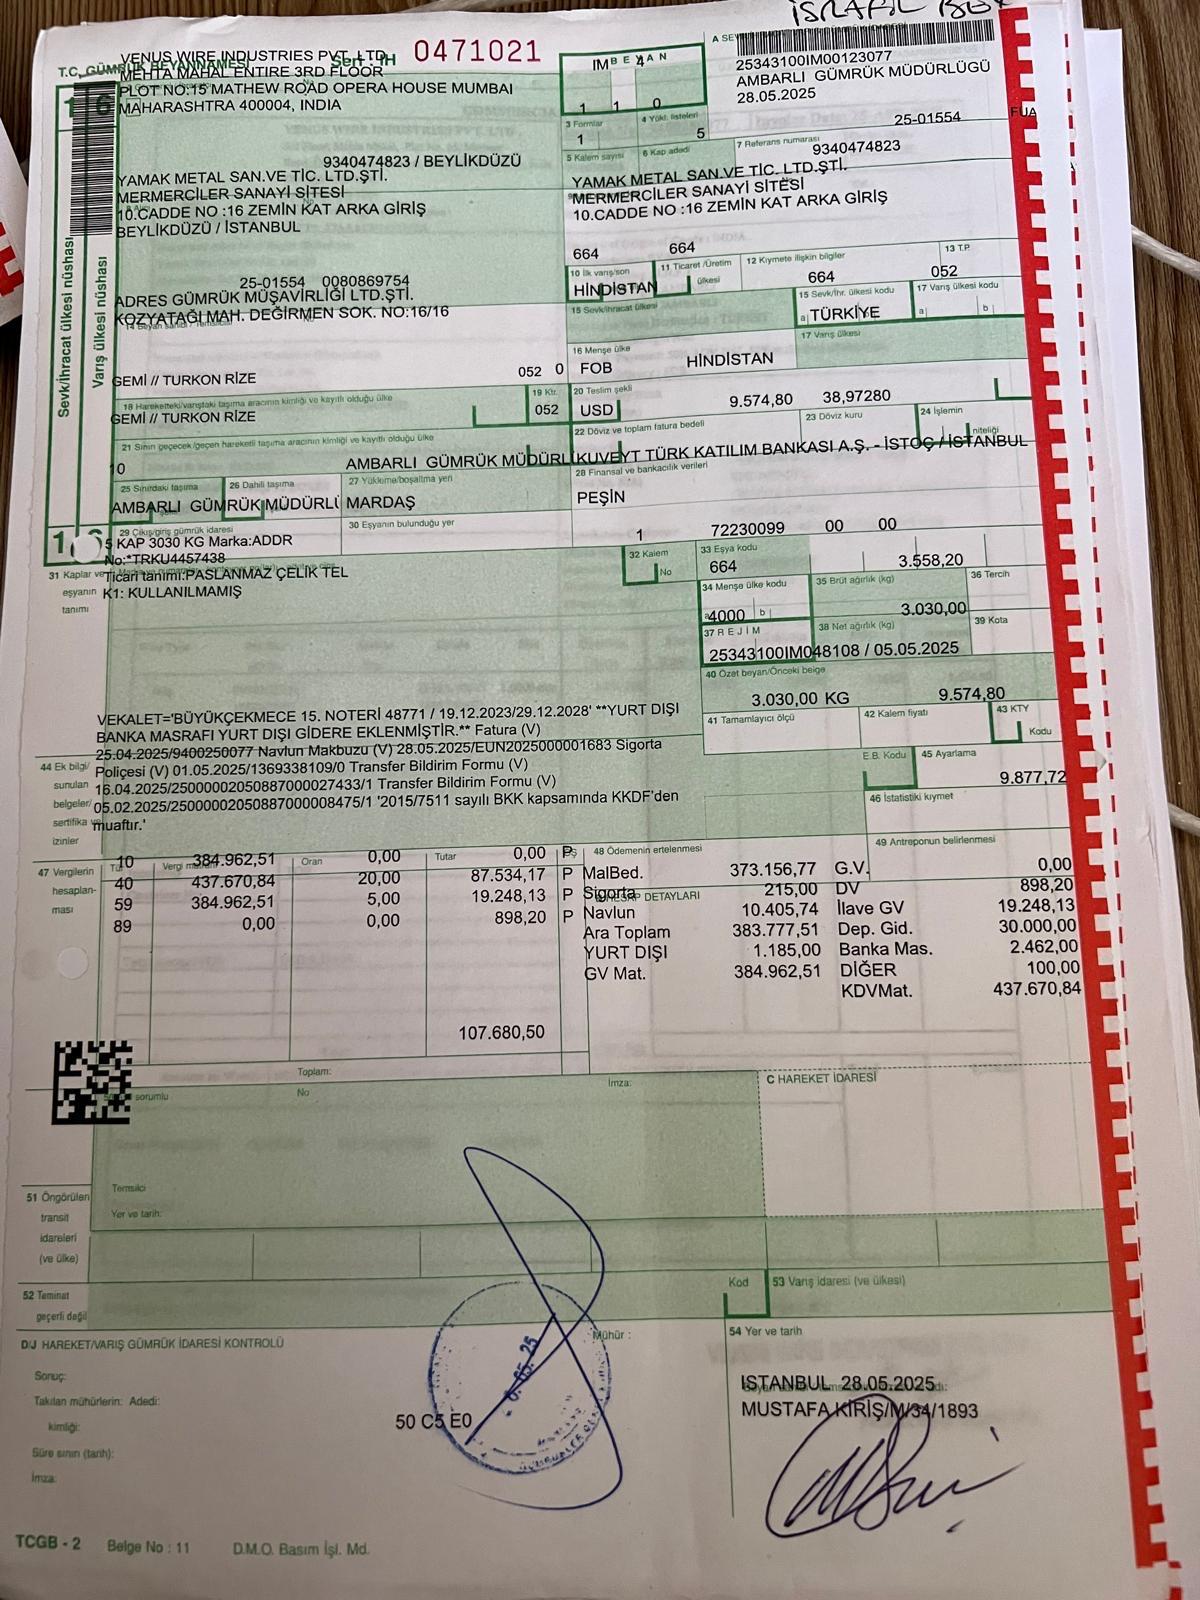 İSRAFİL
T.C. GÜMRÜK BEYANNAMESİ
Seri : IH 0471021
VENUS WIRE INDUSTRIES PVT. LTD.
MEHTA MAHAL ENTIRE 3RD FLOOR
PLOT NO:15 MATHEW ROAD OPERA HOUSE MUMBAI
MAHARASHTRA 400004, INDIA
1 BEYAN
IM 4
1 1 0
25343100IM00123077
AMBARLI GÜMRÜK MÜDÜRLÜĞÜ
28.05.2025
3 Formlar
4 Yükl. listeleri
1 5
25-01554
FUA
5 Kalem sayısı
6 Kap adedi
7 Referans numarası
9340474823 / BEYLİKDÜZÜ
9340474823
YAMAK METAL SAN.VE TİC. LTD.ŞTİ.
MERMERCİLER SANAYİ SİTESİ
10.CADDE NO :16 ZEMİN KAT ARKA GİRİŞ
BEYLİKDÜZÜ / İSTANBUL
YAMAK METAL SAN.VE TİC. LTD.ŞTİ.
MERMERCİLER SANAYİ SİTESİ
10.CADDE NO :16 ZEMİN KAT ARKA GİRİŞ
664 664
10 İlk varış/son
11 Ticaret /Üretim
ülkesi
12 Kıymete ilişkin bilgiler
13 T.P.
Sevk/ihracat ülkesi nüshası
Varış ülkesi nüshası
25-01554 0080869754
ADRES GÜMRÜK MÜŞAVİRLİĞİ LTD.ŞTİ.
KOZYATAĞI MAH. DEĞİRMEN SOK. NO:16/16
14 Beyan sahibi / Temsilcisi
HİNDİSTAN
664 052
15 Sevk/ihracat ülkesi
15 Sevk/İhr. ülkesi kodu
17 Varış ülkesi kodu
a
TÜRKİYE
a
b
16 Menşe ülke
17 Varış ülkesi
GEMİ // TURKON RİZE 052 0
FOB HİNDİSTAN
18 Hareketteki/varıştaki taşıma aracının kimliği ve kayıtlı olduğu ülke
19 Ktr.
20 Teslim şekli
GEMİ // TURKON RİZE 052
USD 9.574,80 38,97280
21 Sınırı geçecek/geçen hareketli taşıma aracının kimliği ve kayıtlı olduğu ülke
22 Döviz ve toplam fatura bedeli
23 Döviz kuru
24 İşlemin
niteliği
10 AMBARLI GÜMRÜK MÜDÜRLÜ
KUVEYT TÜRK KATILIM BANKASI A.Ş. - İSTOÇ / İSTANBUL
25 Sınırdaki taşıma
26 Dahili taşıma
27 Yükleme/boşaltma yeri
28 Finansal ve bankacılık verileri
AMBARLI GÜMRÜK MÜDÜRLÜ MARDAŞ
PEŞİN
29 Çıkış/giriş gümrük idaresi
30 Eşyanın bulunduğu yer
5 KAP 3030 KG Marka:ADDR
No:*TRKU4457438
Ticari tanımı:PASLANMAZ ÇELİK TEL
K1: KULLANILMAMIŞ
31 Kaplar ve
eşyanın
tanımı
1 72230099 00 00
32 Kalem
No
33 Eşya kodu
664 3.558,20
34 Menşe ülke kodu
35 Brüt ağırlık (kg)
36 Tercih
a
b
4000 3.030,00
37 REJİM
38 Net ağırlık (kg)
39 Kota
25343100IM048108 / 05.05.2025
40 Özet beyan/Önceki belge
3.030,00 KG 9.574,80
41 Tamamlayıcı ölçü
42 Kalem fiyatı
43 KTY
Kodu
VEKALET='BÜYÜKÇEKMECE 15. NOTERİ 48771 / 19.12.2023/29.12.2028' **YURT DIŞI
BANKA MASRAFI YURT DIŞI GİDERE EKLENMİŞTİR.** Fatura (V)
25.04.2025/9400250077 Navlun Makbuzu (V) 28.05.2025/EUN2025000001683 Sigorta
Poliçesi (V) 01.05.2025/1369338109/0 Transfer Bildirim Formu (V)
16.04.2025/25000002050887000027433/1 Transfer Bildirim Formu (V)
05.02.2025/25000002050887000008475/1 '2015/7511 sayılı BKK kapsamında KKDF'den
muaftır.'
44 Ek bilgi/
sunulan
belgeler/
sertifika ve
izinler
E.B. Kodu
45 Ayarlama
9.877,72
46 İstatistiki kıymet
47 Vergilerin
hesaplan-
ması
Oran
Tutar
48 Ödemenin ertelenmesi
49 Antreponun belirlenmesi
10 384.962,51 0,00 0,00 P
40 437.670,84 20,00 87.534,17 P
59 384.962,51 5,00 19.248,13 P
89 0,00 0,00 898,20 P
MalBed. 373.156,77 G.V. 0,00
Sigorta 215,00 DV 898,20
Navlun 10.405,74 İlave GV 19.248,13
Ara Toplam 383.777,51 Dep. Gid. 30.000,00
YURT DIŞI 1.185,00 Banka Mas. 2.462,00
GV Mat. 384.962,51 DİĞER 100,00
KDVMat. 437.670,84
107.680,50
Toplam:
sorumlu
No
İmza:
C HAREKET İDARESİ
Temsilci
Yer ve tarih:
51 Öngörülen
transit
idareleri
(ve ülke)
52 Teminat
geçerli değil
Kod
53 Varış idaresi (ve ülkesi)
D/J HAREKET/VARIŞ GÜMRÜK İDARESİ KONTROLÜ
Mühür :
54 Yer ve tarih
Sonuç:
Takılan mühürlerin: Adedi:
kimliği:
Süre sınırı (tarih):
İmza:
50 C5 E0
ISTANBUL 28.05.2025
MUSTAFA KİRİŞ/M/34/1893
TCGB - 2 Belge No : 11 D.M.O. Basım İşl. Md.